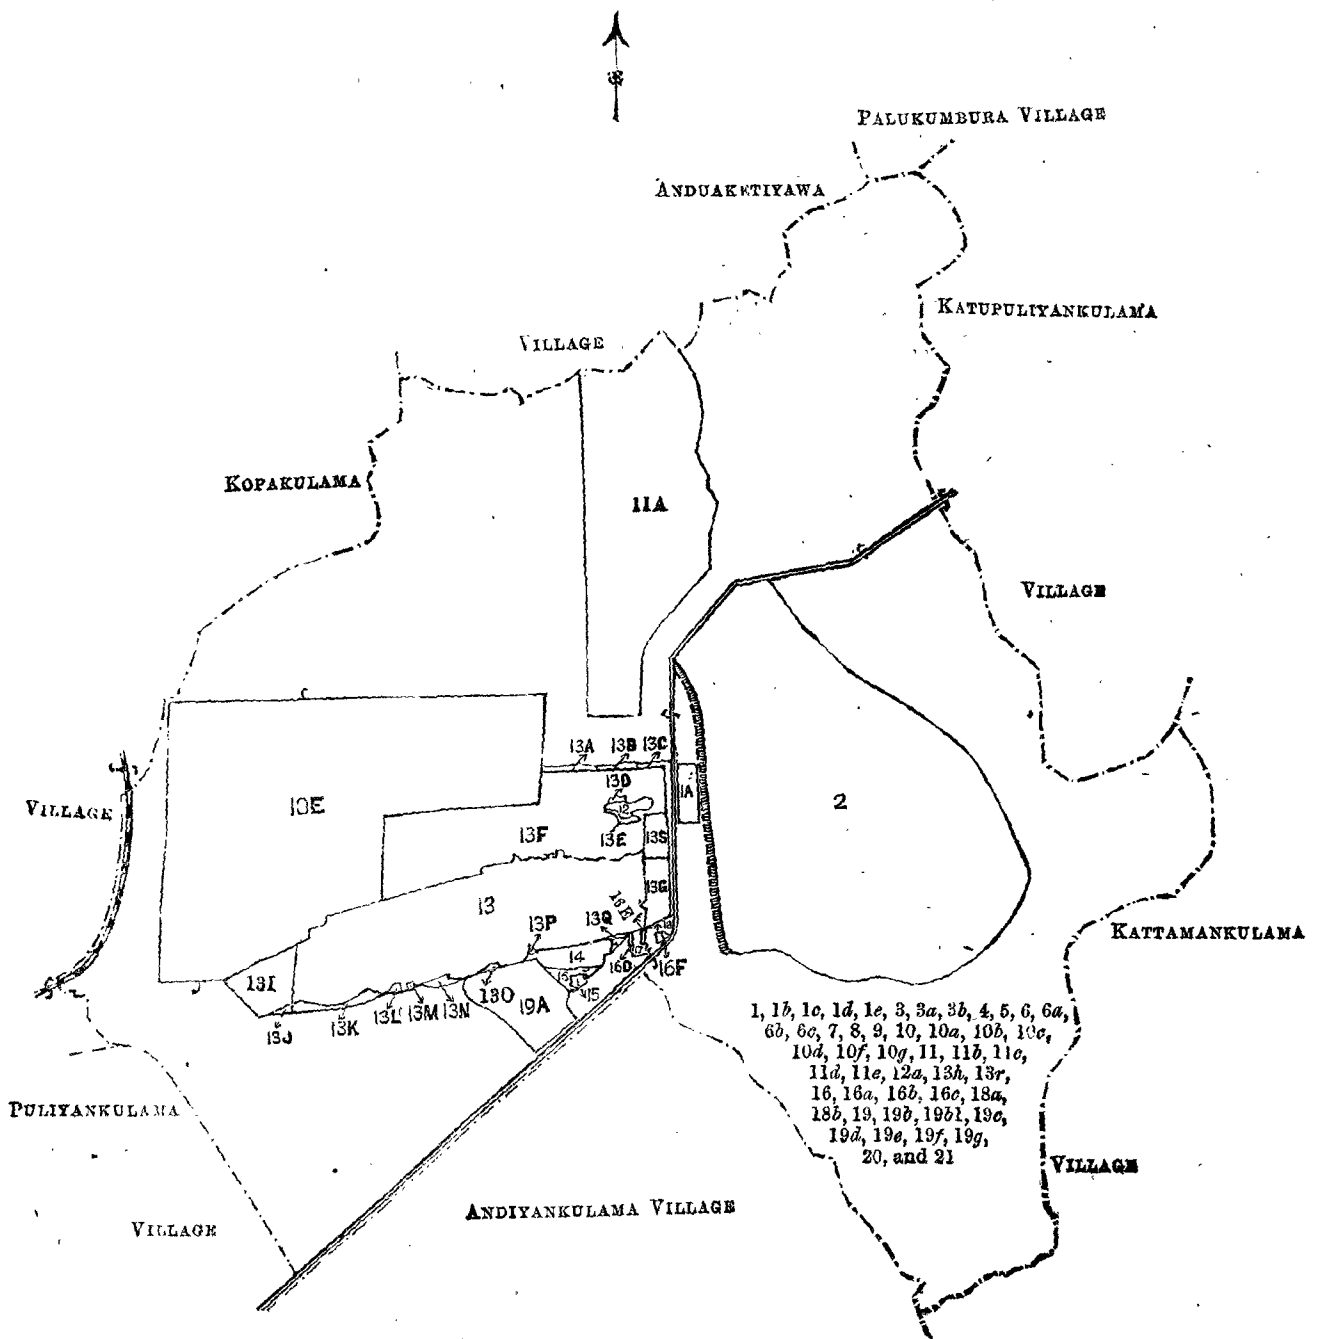 PALUKUMBURA VILLAGE
ANDUAKETIYAWA
KATUPULIYANKULAMA
VILLAGE
KOPAKULAMA
11A
VILLAGE
13A 13B 13C
13D
1A
VILLAGE
10E
12
2
13F
13E
13S
13G
13
16E
13P
13Q
KATTAMANKULAMA
14
16D
16F
13I
15
13O
19A
13J
13K
13L
13M
13N
1, 1b, 1c, 1d, 1e, 3, 3a, 3b, 4, 5, 6, 6a,
6b, 6c, 7, 8, 9, 10, 10a, 10b, 10c,
10d, 10f, 10g, 11, 11b, 11c,
11d, 11e, 12a, 13h, 13r,
16, 16a, 16b, 16c, 18a,
18b, 19, 19b, 19b1, 19c,
19d, 19e, 19f, 19g,
20, and 21
PULIYANKULAMA
VILLAGE
VILLAGE
ANDIYANKULAMA VILLAGE